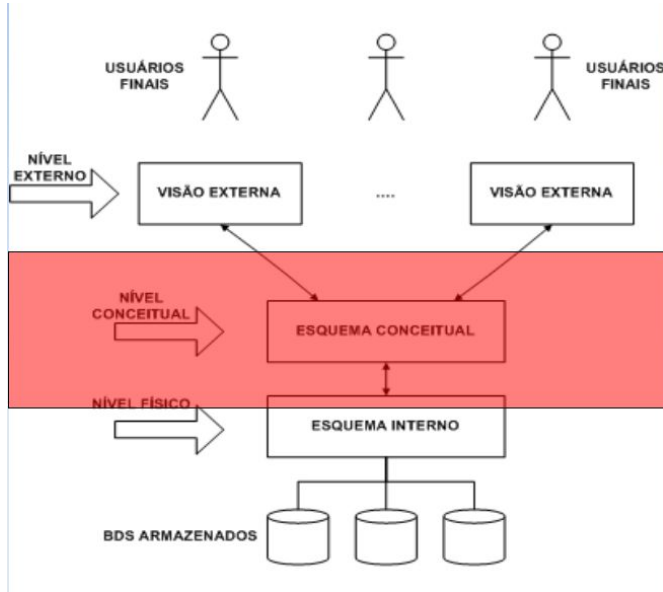 USUÁRIOS
FINAIS
USUÁRIOS
FINAIS
NÍVEL
EXTERNO
VISÃO EXTERNA
....
VISÃO EXTERNA
NÍVEL
CONCEITUAL
ESQUEMA CONCEITUAL
NÍVEL FÍSICO
ESQUEMA INTERNO
BDS ARMAZENADOS